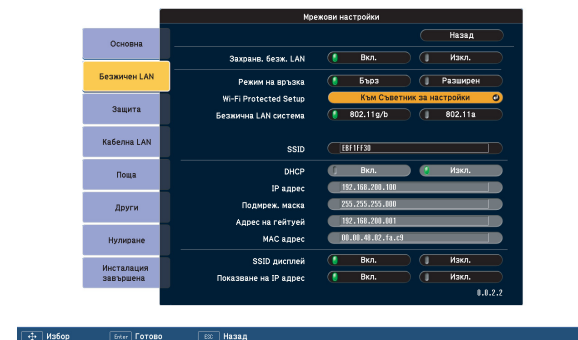 Мрежови настройки
Назад
Основна
Безжичен LAN
Защита
Кабелна LAN
Поща
Други
Нулиране
Инсталация
завършена
Захранв. безж. LAN Вкл. Изкл.
Режим на връзка Бърз Разширен
Wi-Fi Protected Setup Към Съветник за настройки
Безжична LAN система 802.11g/b 802.11a
SSID EBF1FF30
DHCP Вкл. Изкл.
IP адрес 192.168.200.100
Подмреж. маска 255.255.255.000
Адрес на гейтуей 192.168.200.001
MAC адрес 00.00.48.02.fa.c9
SSID дисплей Вкл. Изкл.
Показване на IP адрес Вкл. Изкл.
0.0.2.2
Избор Enter Готово ESC Назад